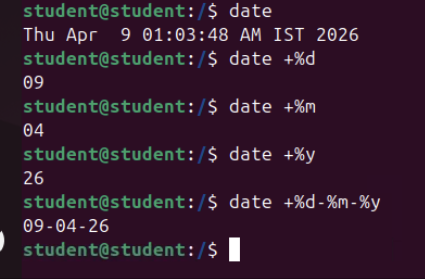 student@student:/$ date
Thu Apr  9 01:03:48 AM IST 2026
student@student:/$ date +%d
09
student@student:/$ date +%m
04
student@student:/$ date +%y
26
student@student:/$ date +%d-%m-%y
09-04-26
student@student:/$